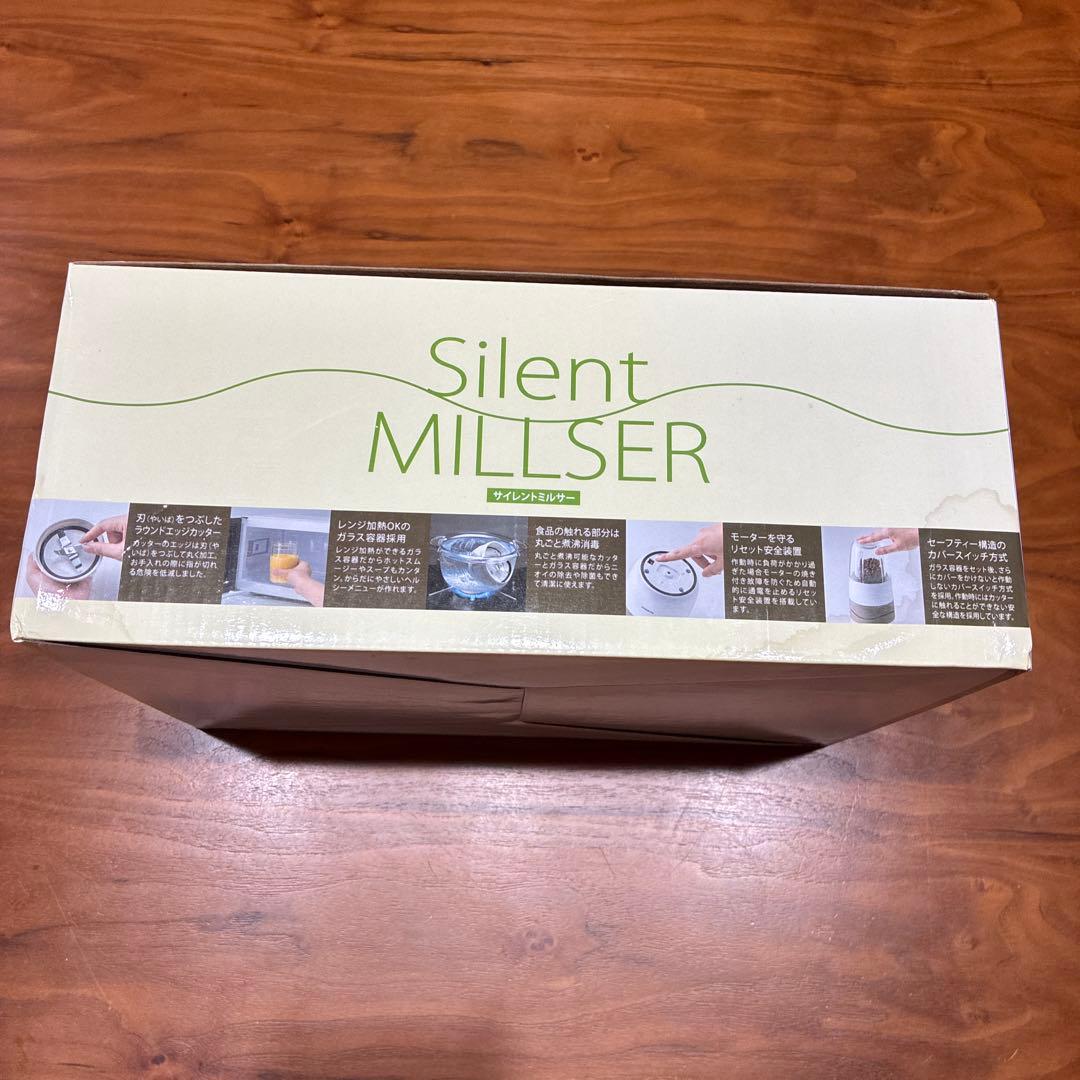 Silent
MILLSER
サイレントミルサー
刃(やいば)をつぶした
ラウンドエッジカッター
カッターのエッジは刃(や
いば)をつぶして丸く加工。
お手入れの際に指が切れ
る危険を低減しました。
レンジ加熱OKの
ガラス容器採用
レンジ加熱ができるガラ
ス容器だからホットスム
ージーやスープもカンタ
ン。からだにやさしいヘル
シーメニューが作れます。
食品の触れる部分は
丸ごと煮沸消毒
丸ごと煮沸可能なカッタ
ーとガラス容器だからニ
オイの除去や除菌もでき
て清潔に使えます。
モーターを守る
リセット安全装置
作動時に負荷がかかり過
ぎた場合モーターの焼き
付き故障を防ぐため自動
的に通電を止めるリセッ
ト安全装置を搭載してい
ます。
セーフティー構造の
カバースイッチ方式
ガラス容器をセット後、さら
にカバーをかけないと作動
しないカバースイッチ方式
を採用。作動時にはカッター
に触れることができない安
全な構造を採用しています。